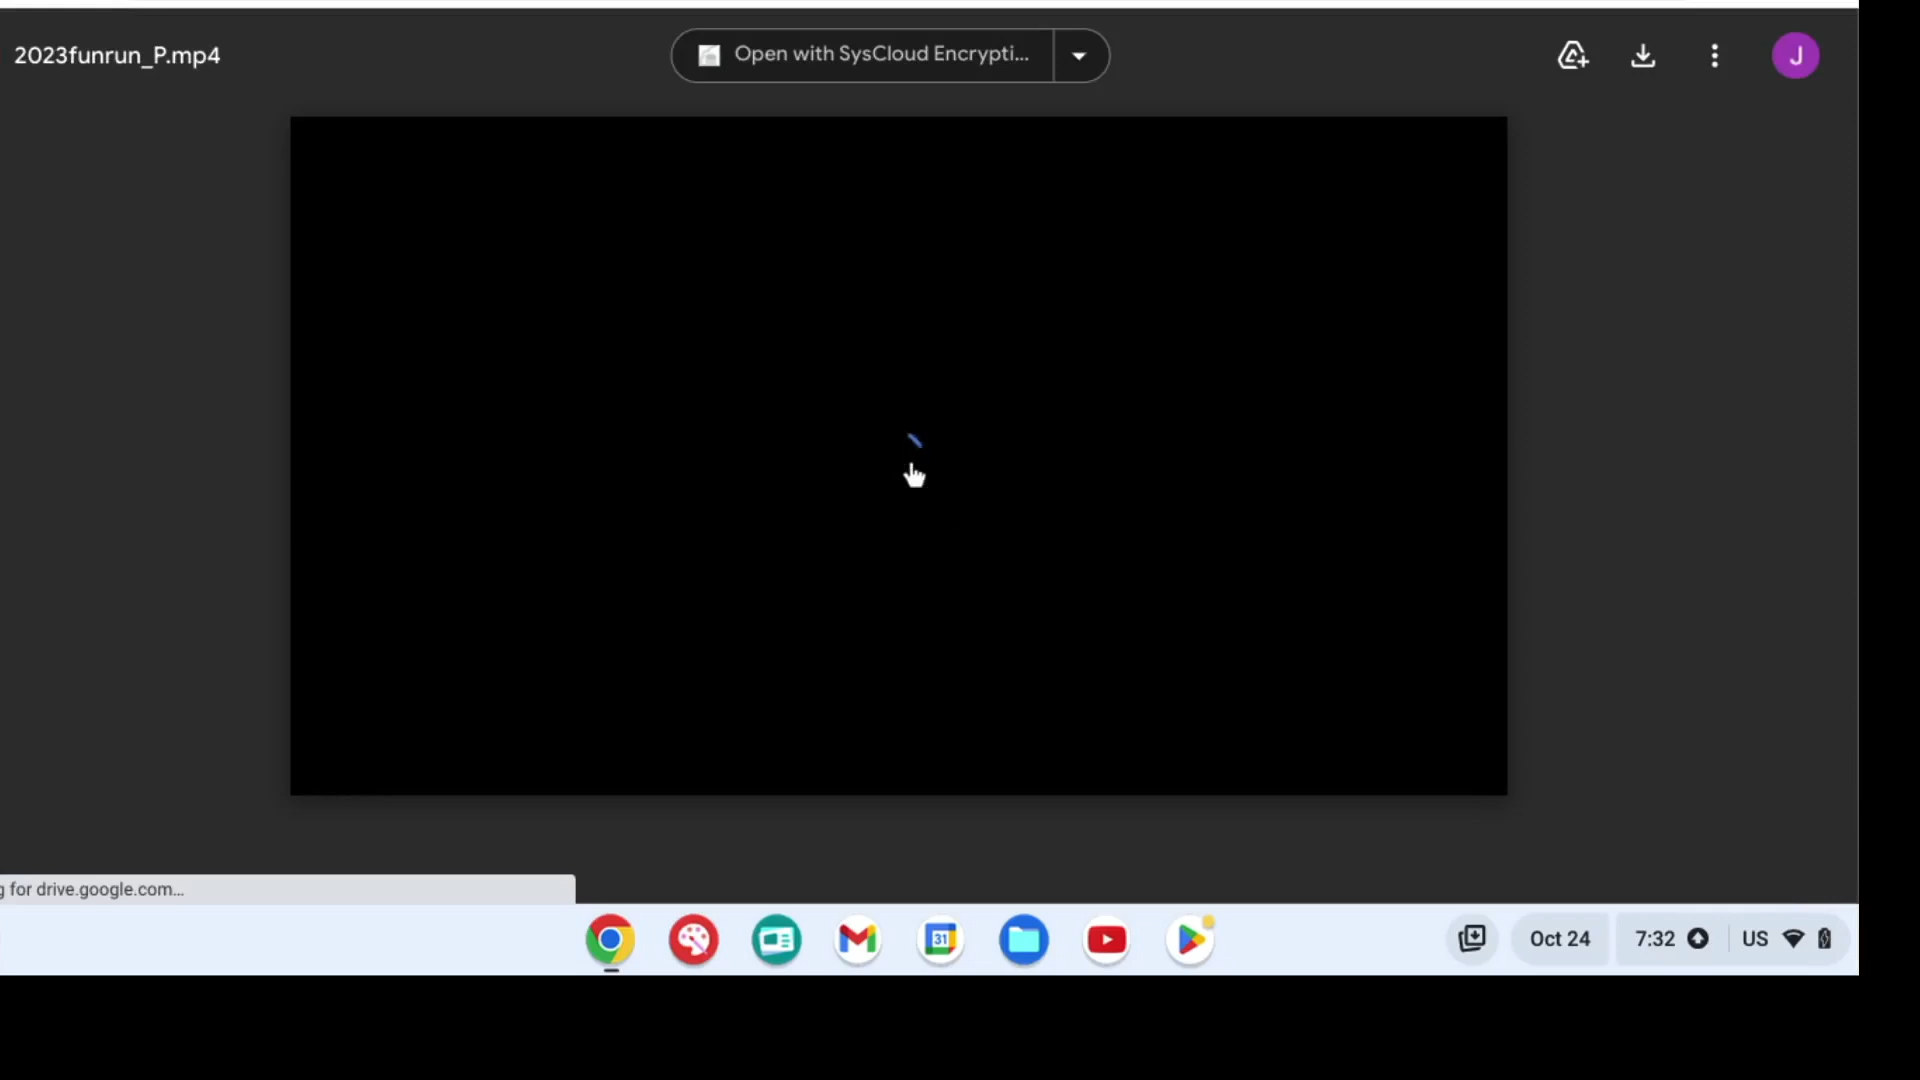 2023funrun_P.mp4
Open with SysCloud Encrypti...
J
g for drive.google.com...
31
Oct 24
7:32
US